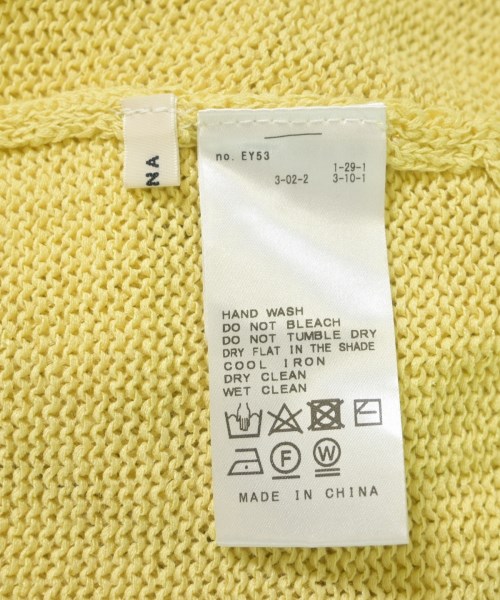 NA
no. EY53
1-29-1
3-02-2 3-10-1
HAND WASH
DO NOT BLEACH
DO NOT TUMBLE DRY
DRY FLAT IN THE SHADE
COOL IRON
DRY CLEAN
WET CLEAN
F W
MADE IN CHINA